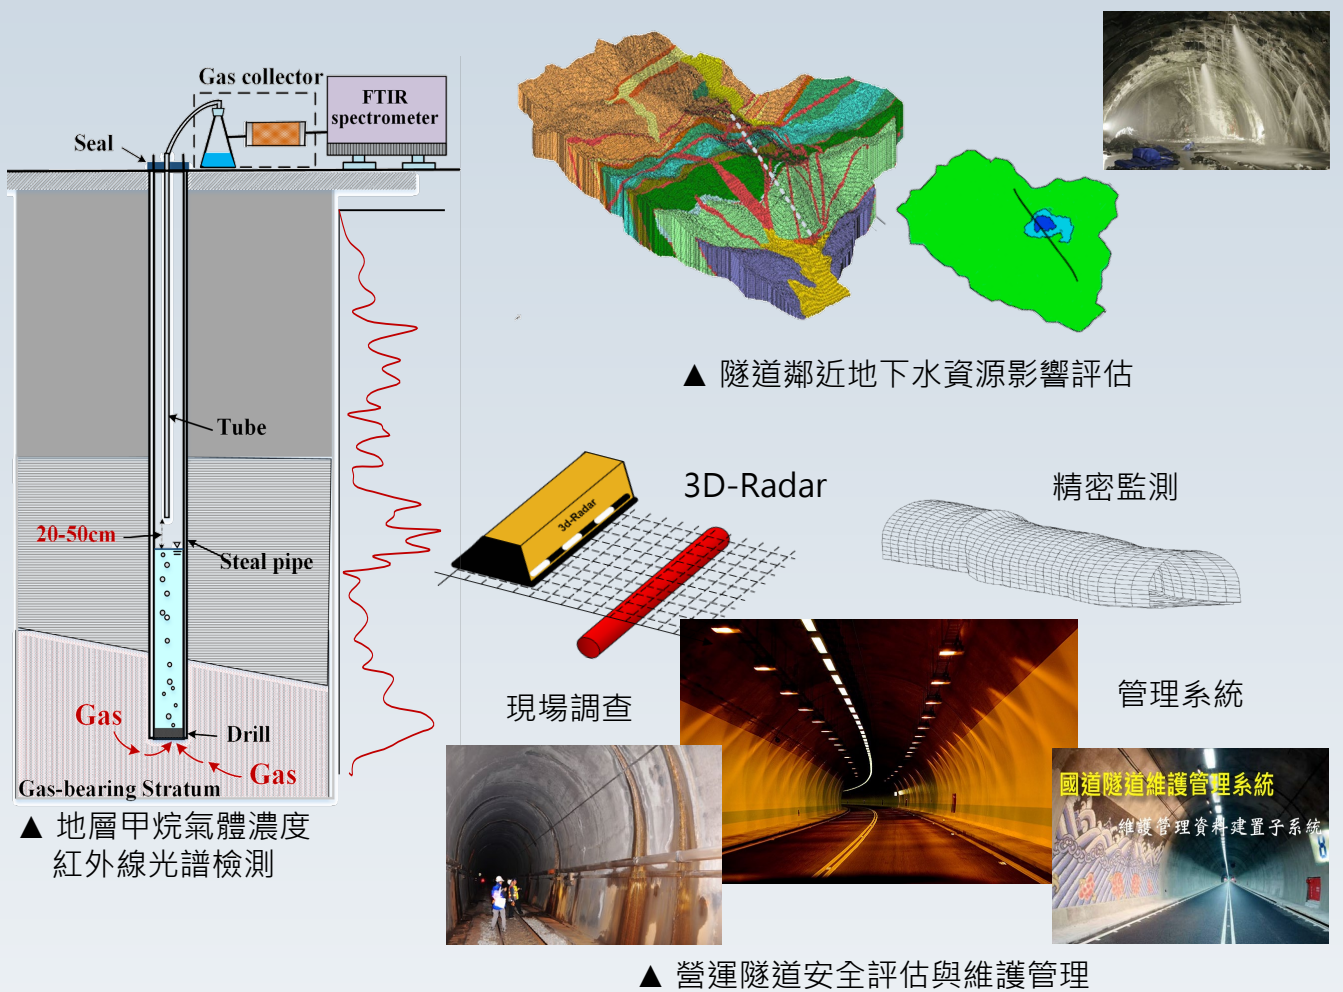 Gas collector
FTIR
spectrometer
Seal
Tube
20-50cm
Steal pipe
Gas
Drill
Gas
Gas-bearing Stratum
▲ 地層甲烷氣體濃度
紅外線光譜檢測
▲ 隧道鄰近地下水資源影響評估
3D-Radar
3d-Radar
精密監測
現場調查
管理系統
國道隧道維護管理系統
維護管理資料建置子系統
▲ 營運隧道安全評估與維護管理